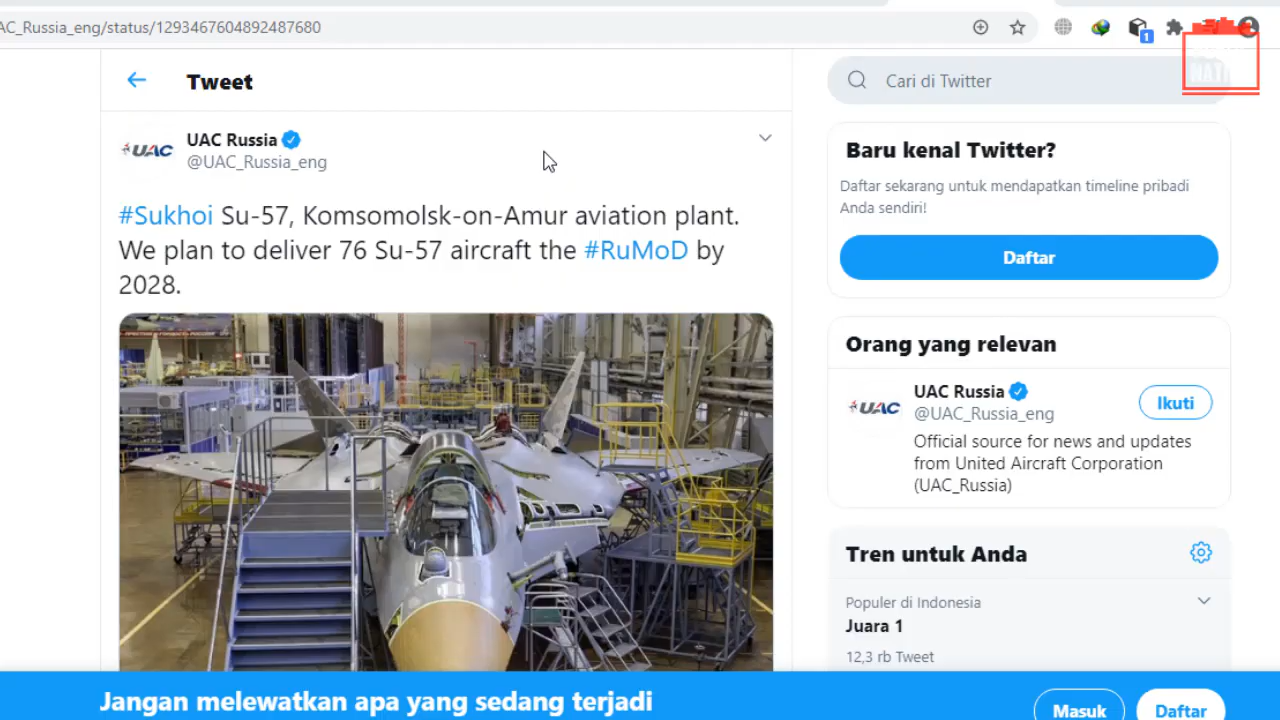 AC_Russia_eng/status/1293467604892487680
1
Tweet
Cari di Twitter
UAC
UAC Russia
@UAC_Russia_eng
#Sukhoi Su-57, Komsomolsk-on-Amur aviation plant.
We plan to deliver 76 Su-57 aircraft the #RuMoD by
2028.
Baru kenal Twitter?
Daftar sekarang untuk mendapatkan timeline pribadi
Anda sendiri!
Daftar
Orang yang relevan
UAC
UAC Russia
@UAC_Russia_eng
Ikuti
Official source for news and updates
from United Aircraft Corporation
(UAC_Russia)
Tren untuk Anda
Populer di Indonesia
Juara 1
12,3 rb Tweet
Jangan melewatkan apa yang sedang terjadi
Masuk
Daftar